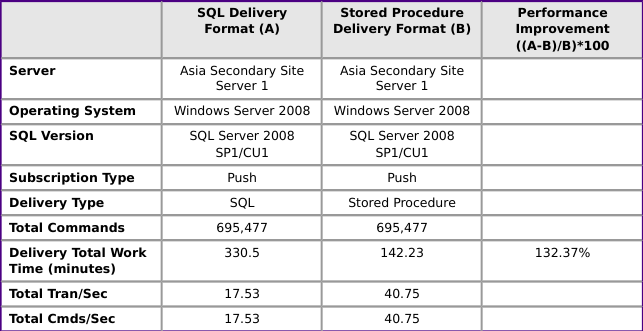 SQL Delivery Format (A) Stored Procedure Delivery Format (B) Performance Improvement ((A-B)/B)*100
Server Asia Secondary Site Server 1 Asia Secondary Site Server 1
Operating System Windows Server 2008 Windows Server 2008
SQL Version SQL Server 2008 SP1/CU1 SQL Server 2008 SP1/CU1
Subscription Type Push Push
Delivery Type SQL Stored Procedure
Total Commands 695,477 695,477
Delivery Total Work Time (minutes) 330.5 142.23 132.37%
Total Tran/Sec 17.53 40.75
Total Cmds/Sec 17.53 40.75